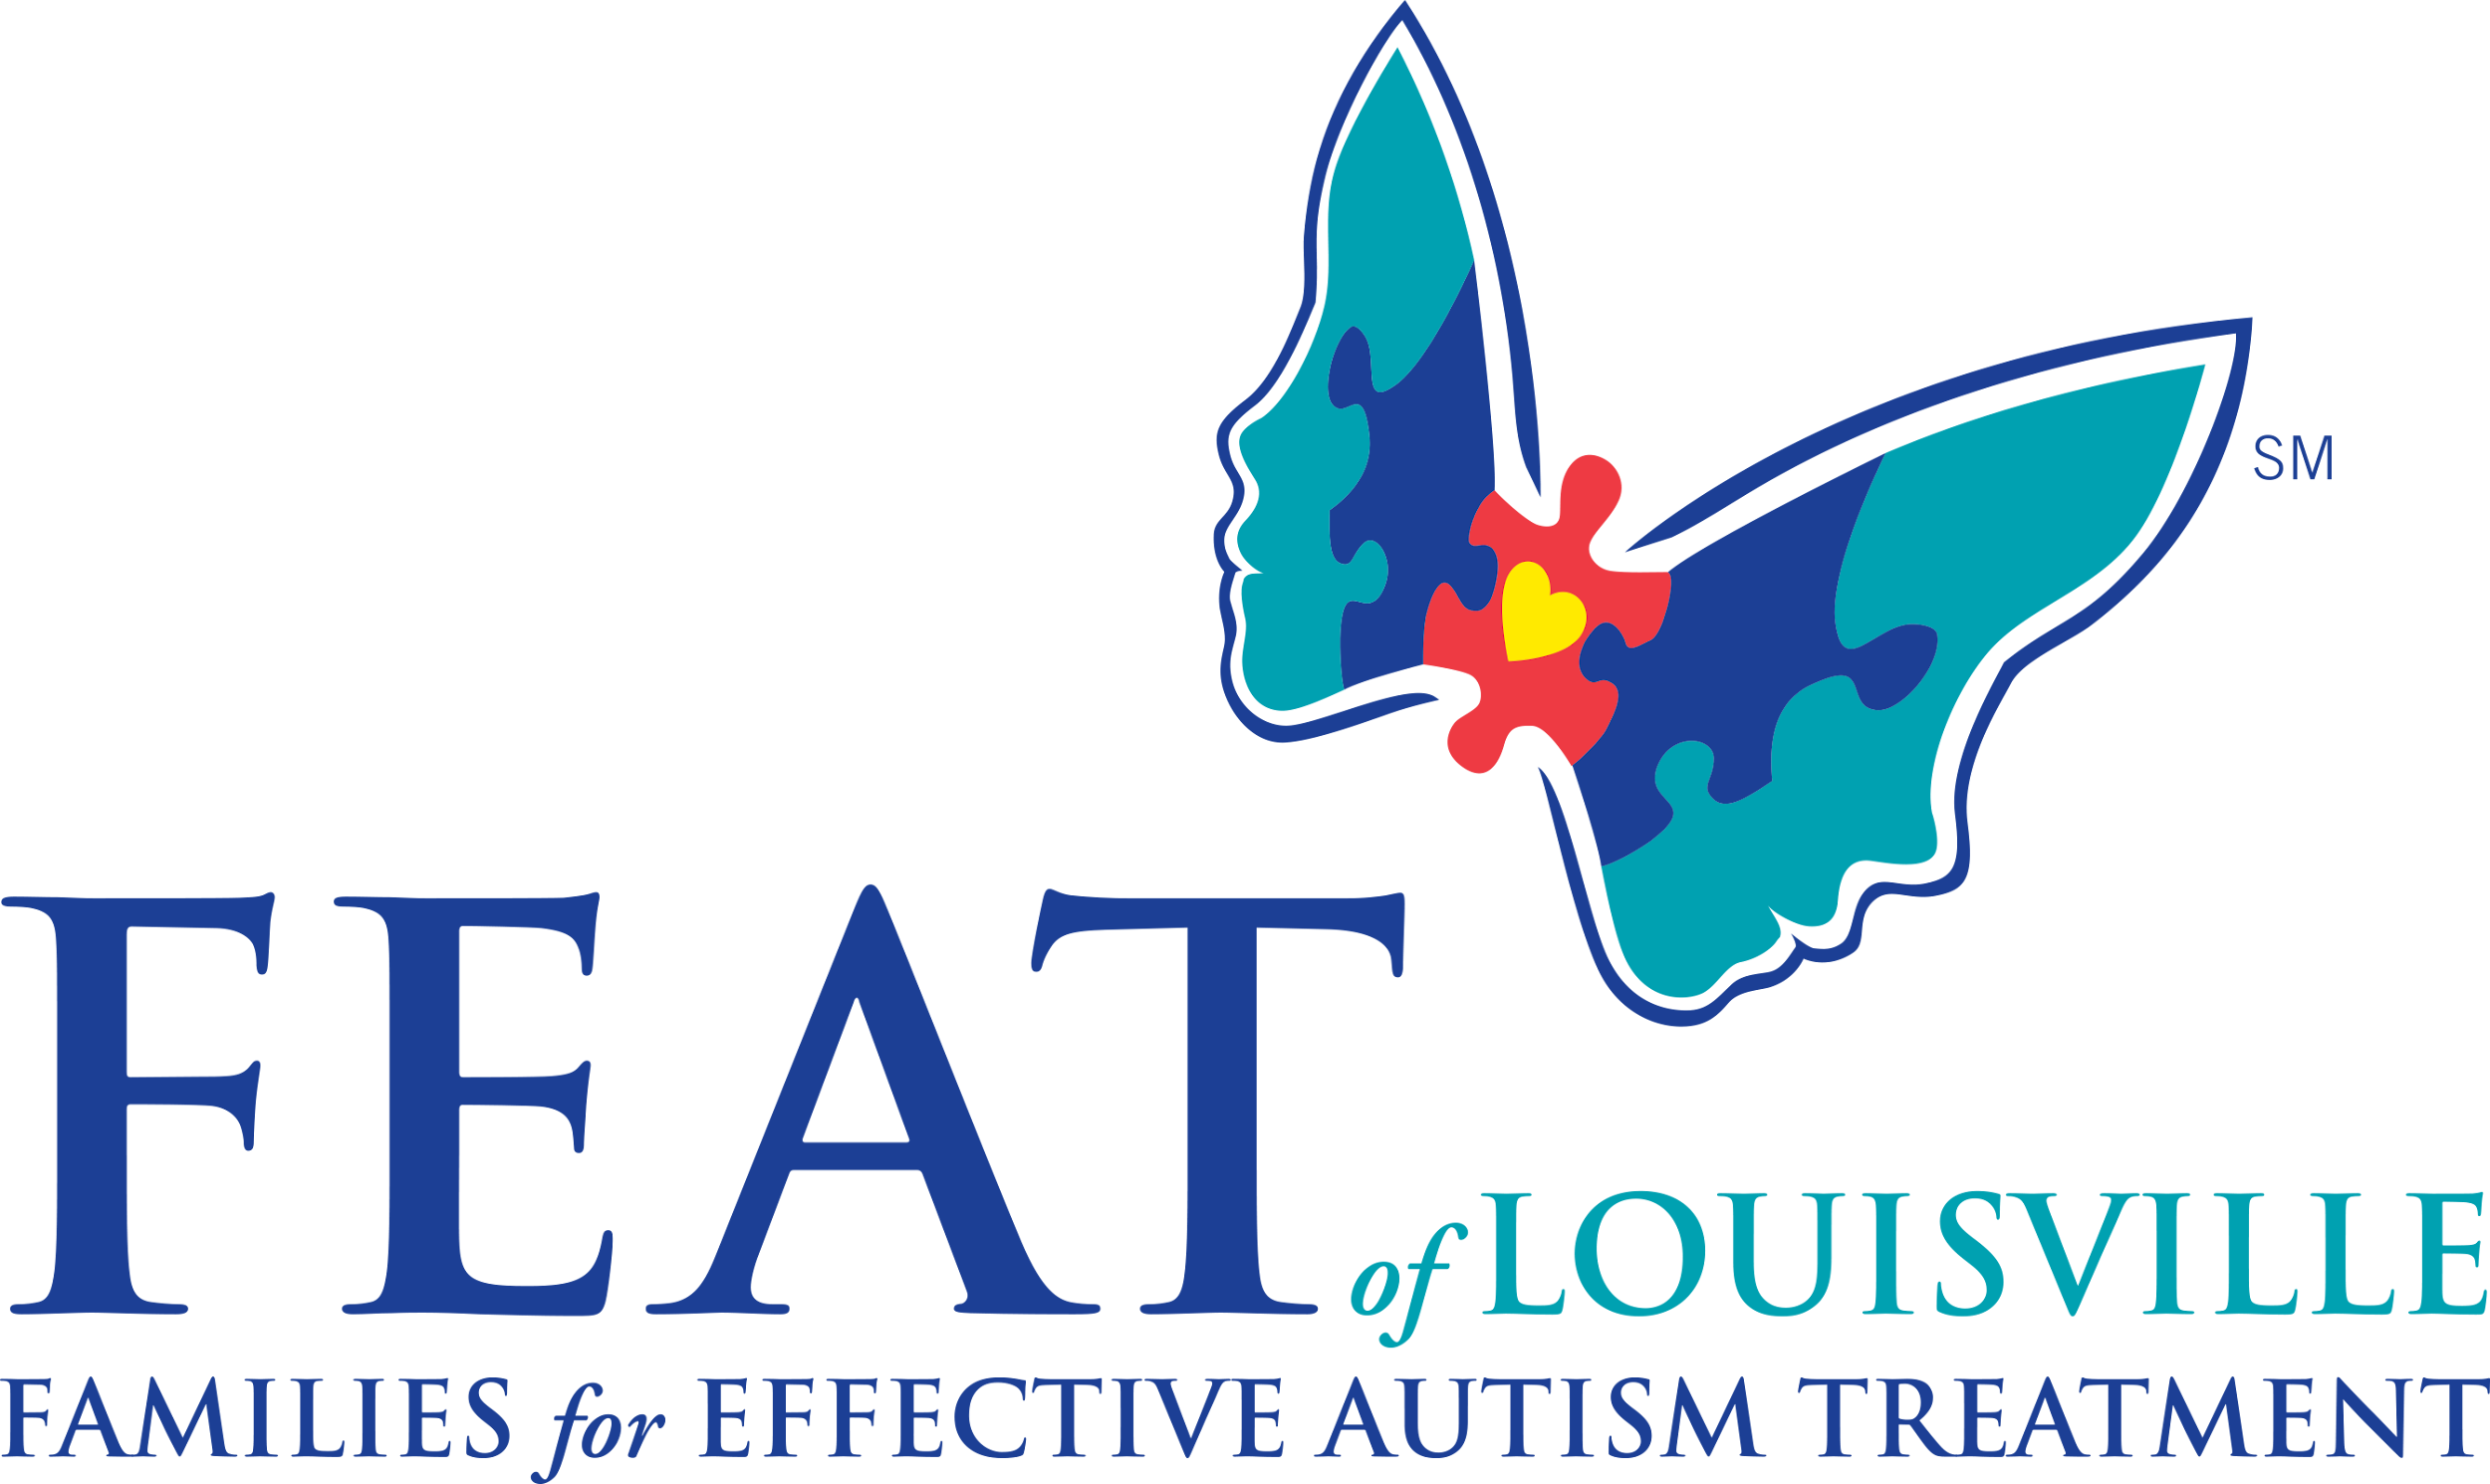 SM
FEAT
of LOUISVILLE
FAMILIES for EFFECTIVE AUTISM TREATMENT